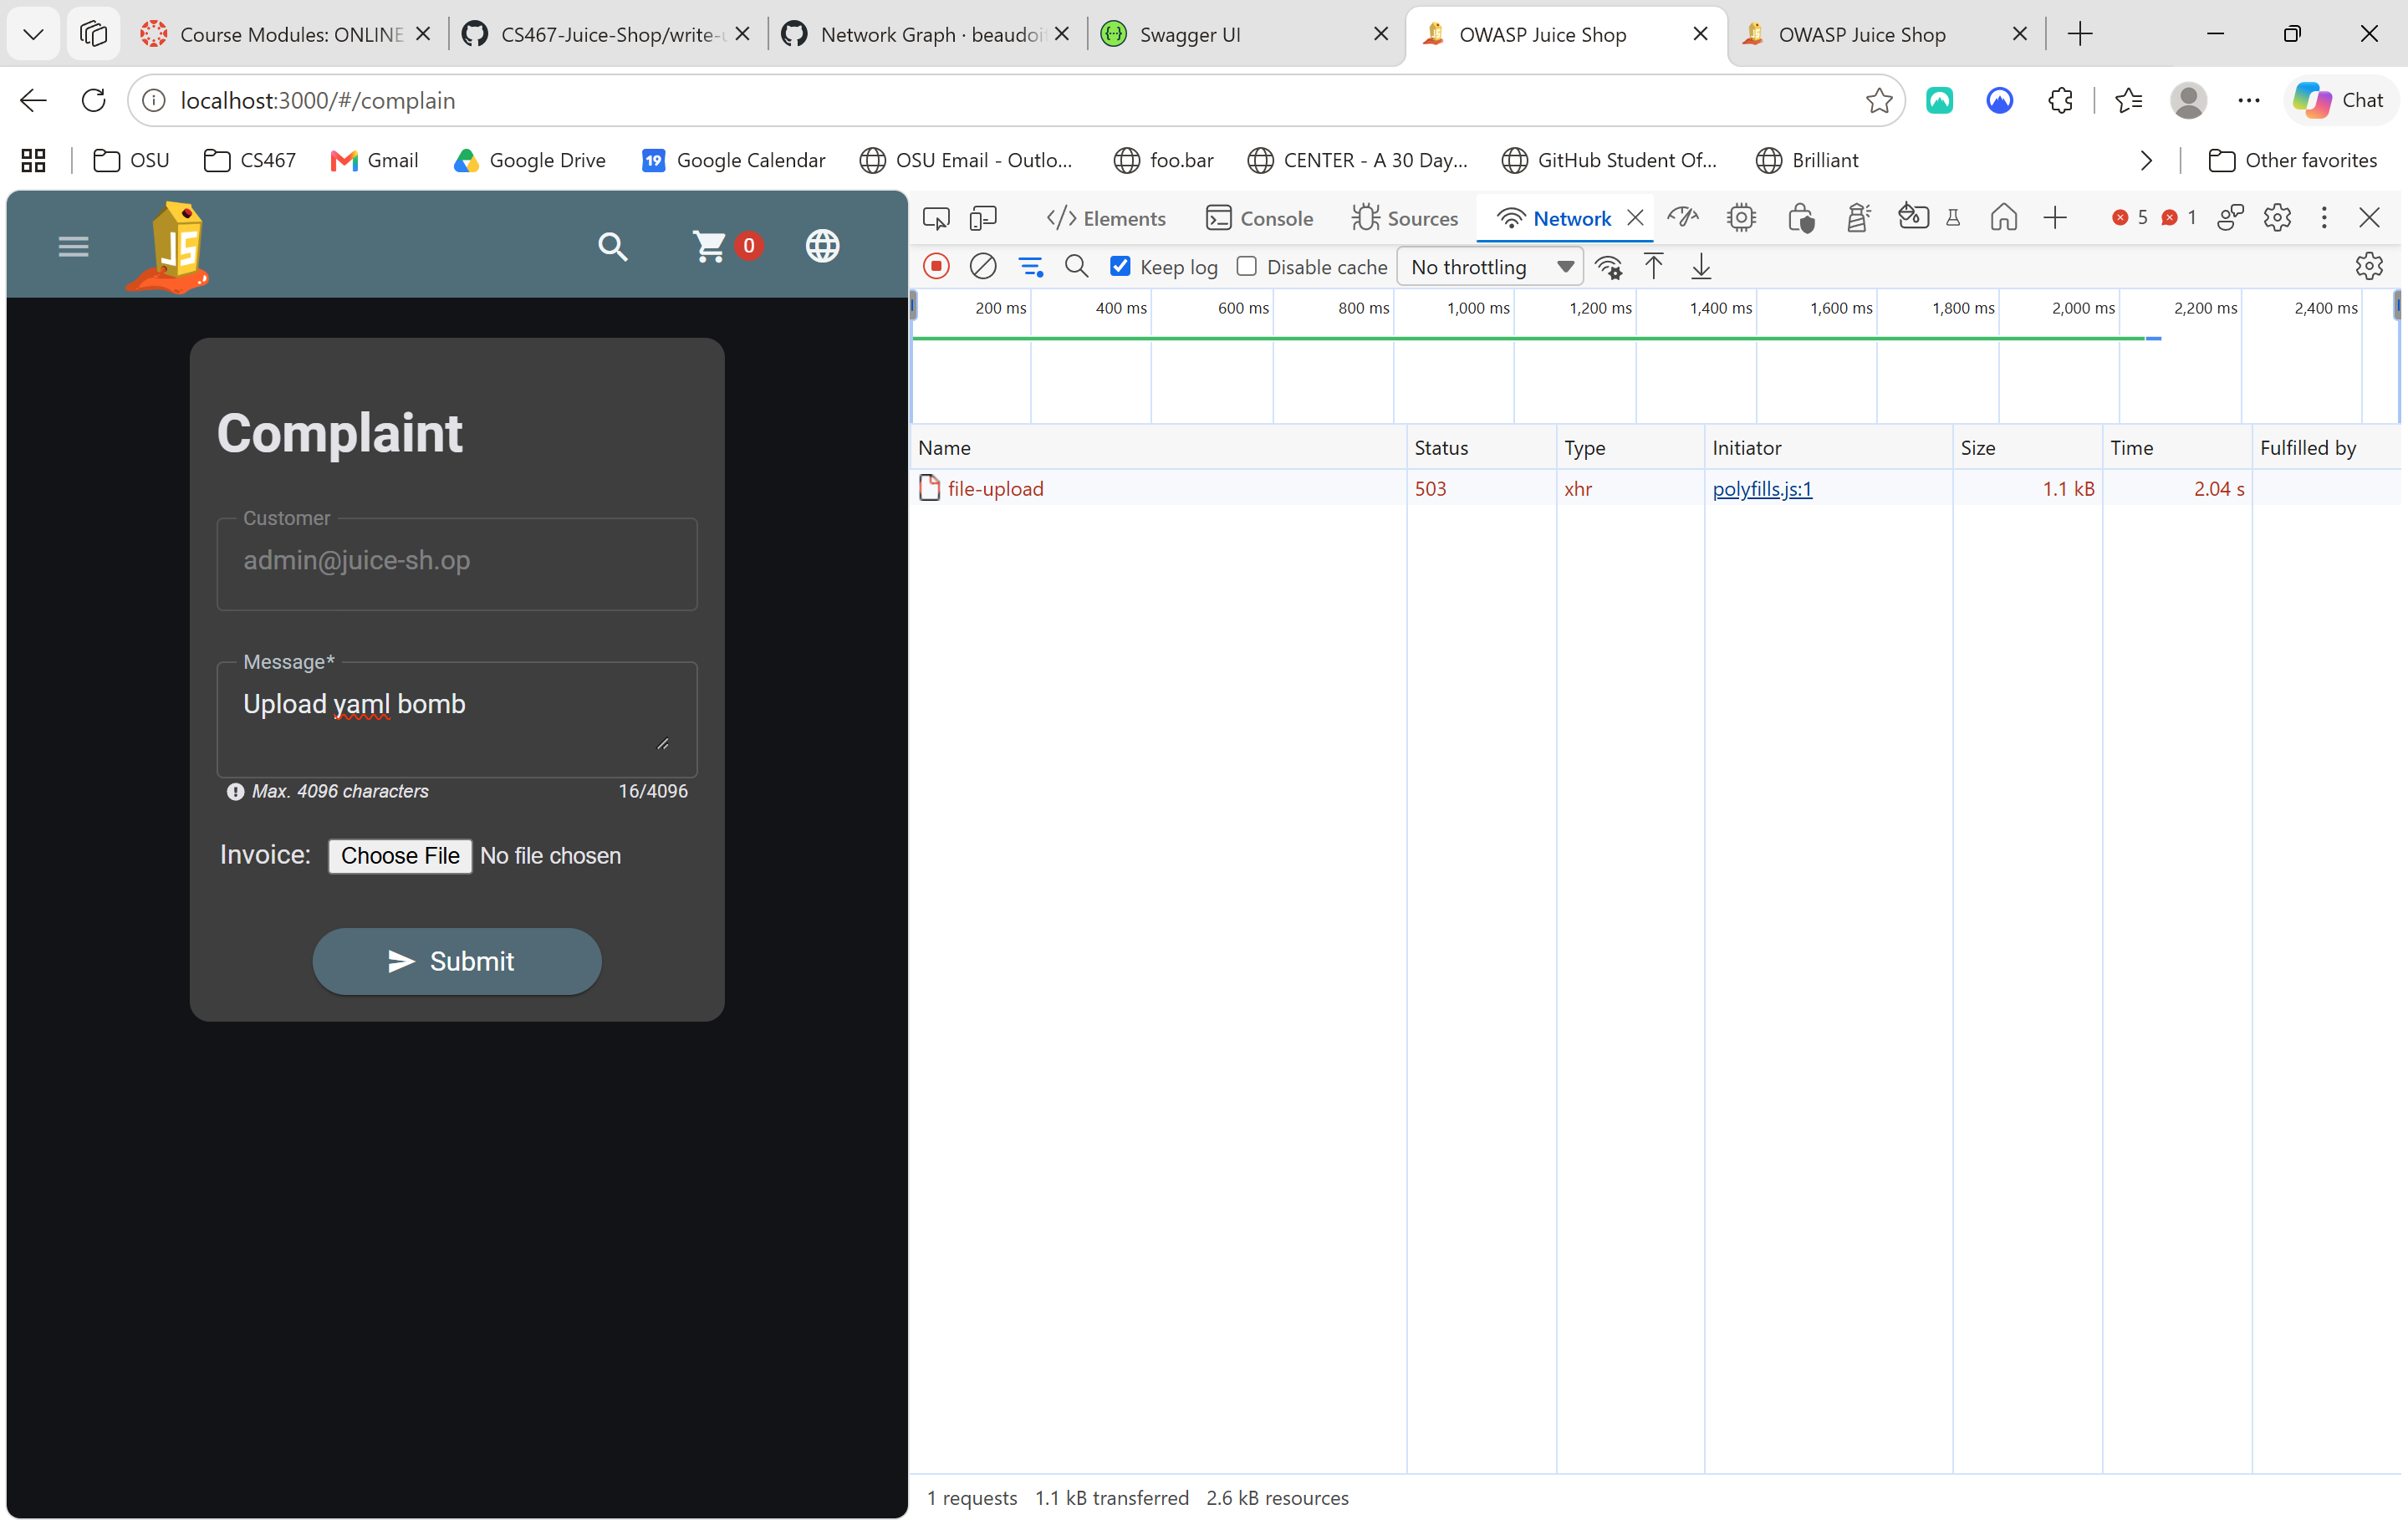 Course Modules: ONLINE
CS467-Juice-Shop/write-u
Network Graph · beaudoi
Swagger UI
OWASP Juice Shop
OWASP Juice Shop
localhost:3000/#/complain
Chat
OSU
CS467
Gmail
Google Drive
19
Google Calendar
OSU Email - Outlo...
foo.bar
CENTER - A 30 Day...
GitHub Student Of...
Brilliant
Other favorites
JS
0
Elements
Console
Sources
Network
5
1
Keep log
Disable cache
No throttling
200 ms
400 ms
600 ms
800 ms
1,000 ms
1,200 ms
1,400 ms
1,600 ms
1,800 ms
2,000 ms
2,200 ms
2,400 ms
Name
Status
Type
Initiator
Size
Time
Fulfilled by
file-upload
503
xhr
polyfills.js:1
1.1 kB
2.04 s
Complaint
Customer
admin@juice-sh.op
Message*
Upload yaml bomb
Max. 4096 characters
16/4096
Invoice:
Choose File
No file chosen
Submit
1 requests
1.1 kB transferred
2.6 kB resources